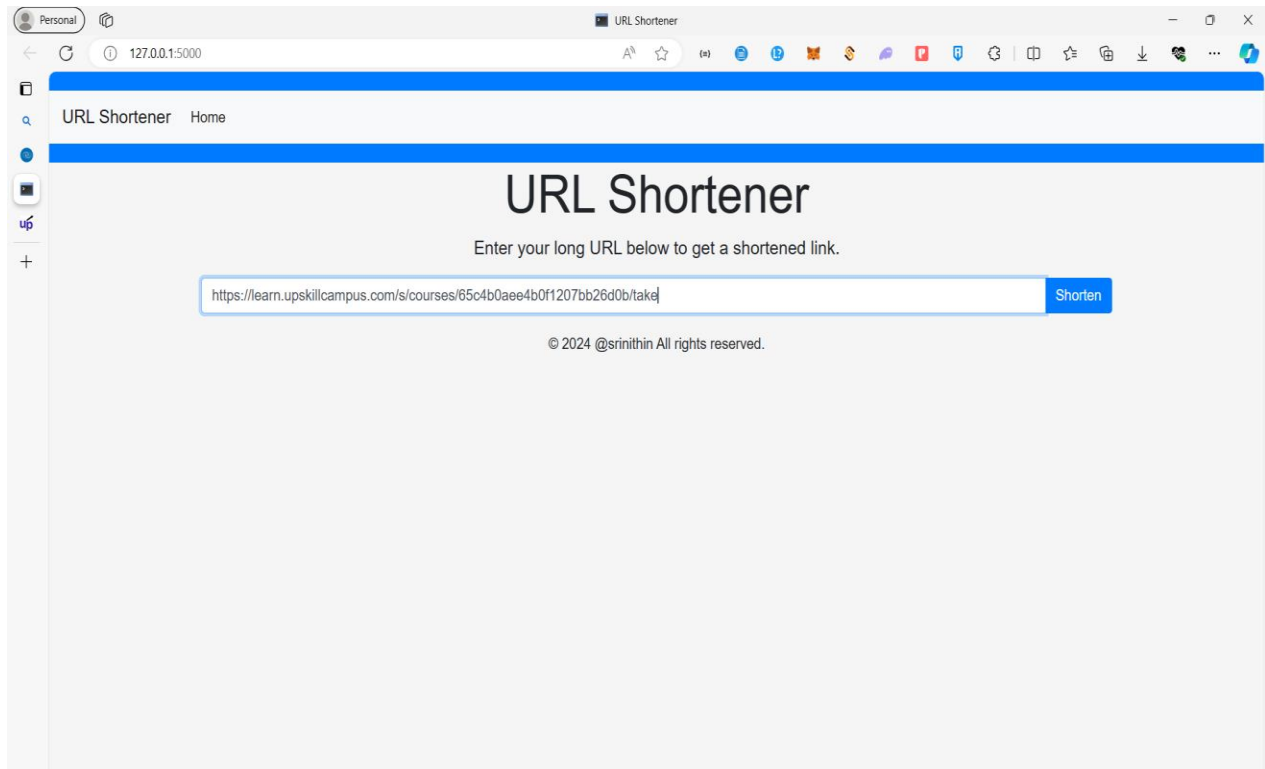 Personal
URL Shortener
127.0.0.1:5000
URL Shortener Home
URL Shortener
Enter your long URL below to get a shortened link.
https://learn.upskillcampus.com/s/courses/65c4b0aee4b0f1207bb26d0b/take
Shorten
© 2024 @srinithin All rights reserved.
up